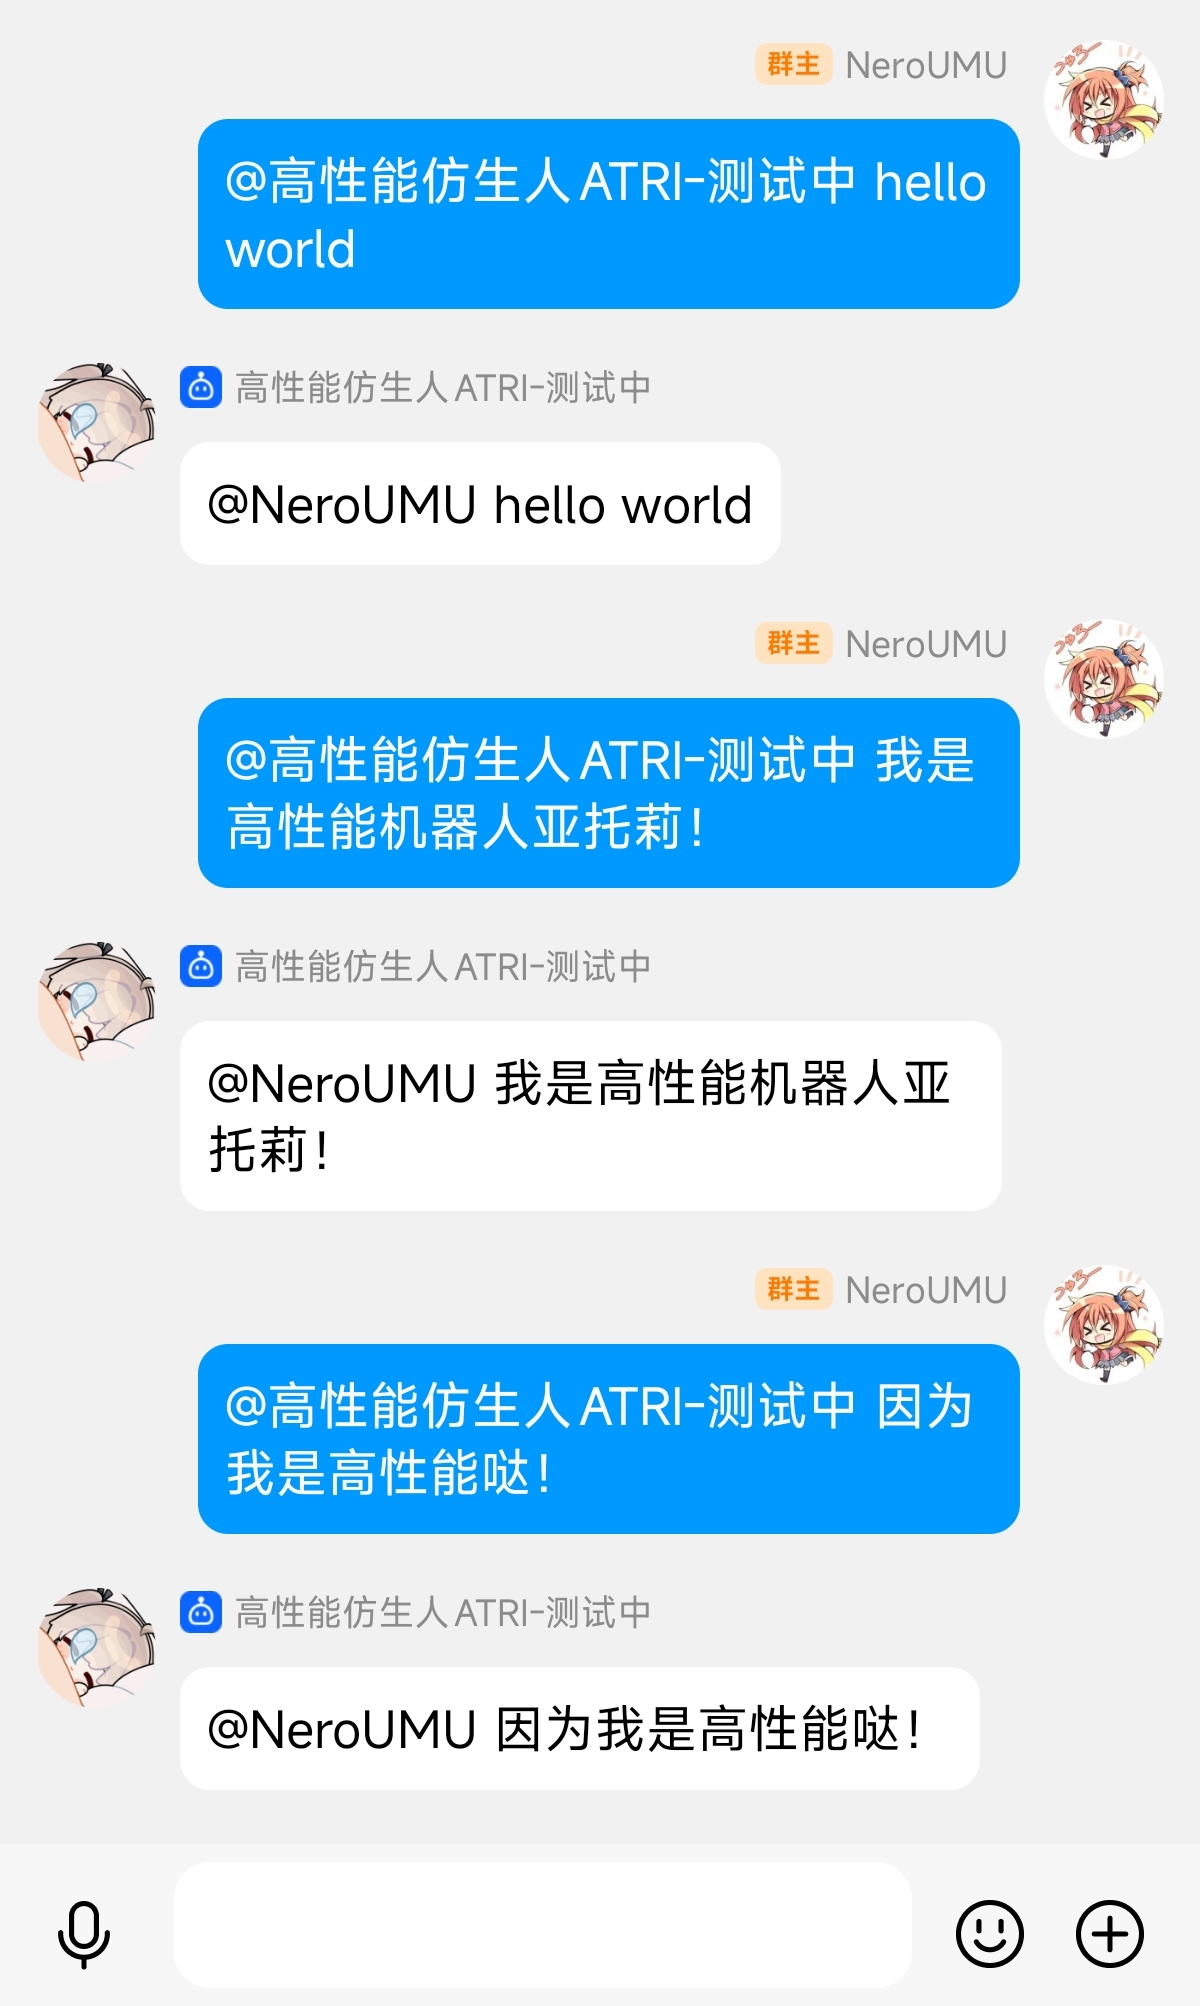 群主 NeroUMU
@高性能仿生人ATRI-测试中 hello
world
高性能仿生人ATRI-测试中
@NeroUMU hello world
群主 NeroUMU
@高性能仿生人ATRI-测试中 我是
高性能机器人亚托莉！
高性能仿生人ATRI-测试中
@NeroUMU 我是高性能机器人亚
托莉！
群主 NeroUMU
@高性能仿生人ATRI-测试中 因为
我是高性能哒！
高性能仿生人ATRI-测试中
@NeroUMU 因为我是高性能哒！